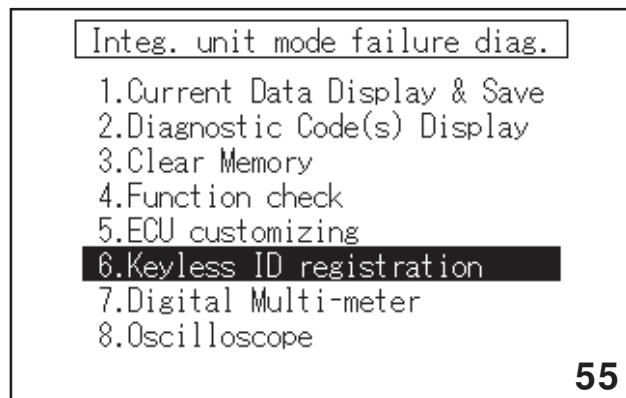 Integ. unit mode failure diag.
1.Current Data Display & Save
2.Diagnostic Code(s) Display
3.Clear Memory
4.Function check
5.ECU customizing
6.Keyless ID registration
7.Digital Multi-meter
8.Oscilloscope
55